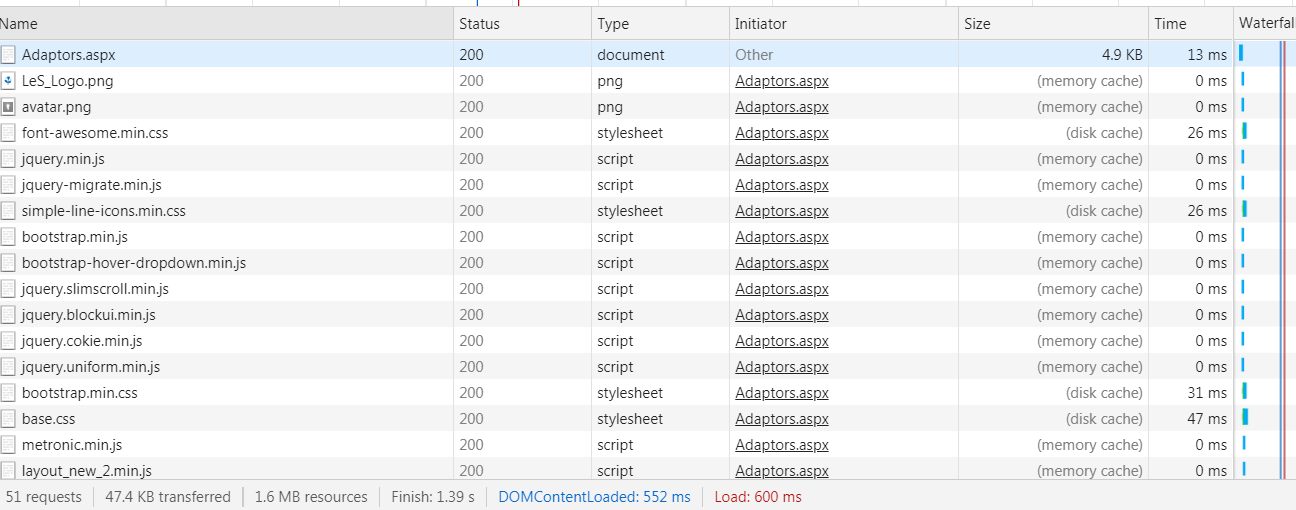 Name Status Type Initiator Size Time Waterfall
Adaptors.aspx 200 document Other 4.9 KB 13 ms
LeS_Logo.png 200 png Adaptors.aspx (memory cache) 0 ms
avatar.png 200 png Adaptors.aspx (memory cache) 0 ms
font-awesome.min.css 200 stylesheet Adaptors.aspx (disk cache) 26 ms
jquery.min.js 200 script Adaptors.aspx (memory cache) 0 ms
jquery-migrate.min.js 200 script Adaptors.aspx (memory cache) 0 ms
simple-line-icons.min.css 200 stylesheet Adaptors.aspx (disk cache) 26 ms
bootstrap.min.js 200 script Adaptors.aspx (memory cache) 0 ms
bootstrap-hover-dropdown.min.js 200 script Adaptors.aspx (memory cache) 0 ms
jquery.slimscroll.min.js 200 script Adaptors.aspx (memory cache) 0 ms
jquery.blockui.min.js 200 script Adaptors.aspx (memory cache) 0 ms
jquery.cokie.min.js 200 script Adaptors.aspx (memory cache) 0 ms
jquery.uniform.min.js 200 script Adaptors.aspx (memory cache) 0 ms
bootstrap.min.css 200 stylesheet Adaptors.aspx (disk cache) 31 ms
base.css 200 stylesheet Adaptors.aspx (disk cache) 47 ms
metronic.min.js 200 script Adaptors.aspx (memory cache) 0 ms
layout_new_2.min.js 200 script Adaptors.aspx (memory cache) 0 ms
51 requests 47.4 KB transferred 1.6 MB resources Finish: 1.39 s DOMContentLoaded: 552 ms Load: 600 ms